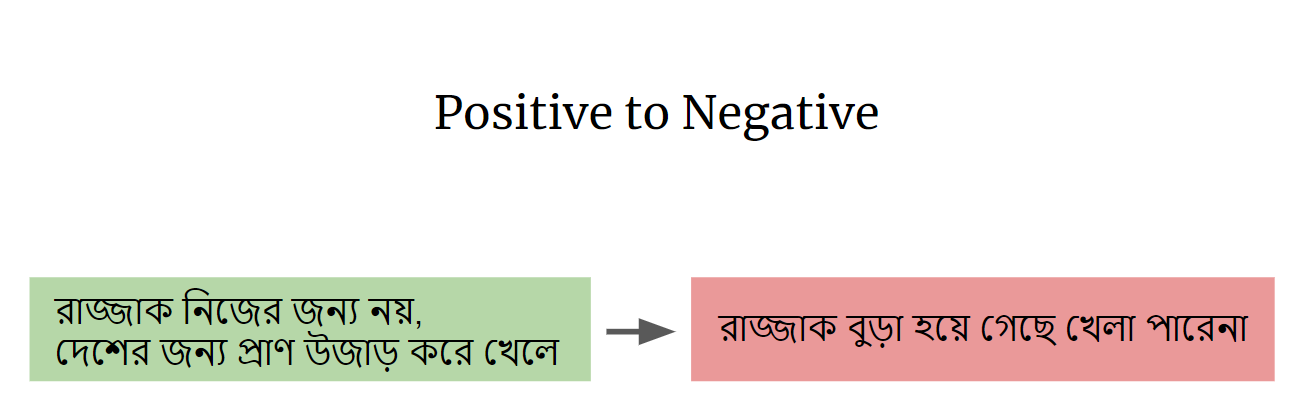 Positive to Negative
রাজ্জাক নিজের জন্য নয়,
দেশের জন্য প্রাণ উজাড় করে খেলে
রাজ্জাক বুড়া হয়ে গেছে খেলা পারেনা